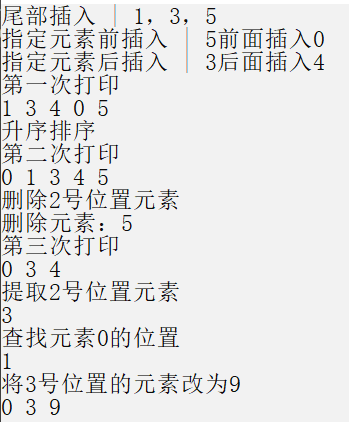 尾部插入 | 1，3，5
指定元素前插入 | 5前面插入0
指定元素后插入 | 3后面插入4
第一次打印
1 3 4 0 5
升序排序
第二次打印
0 1 3 4 5
删除2号位置元素
删除元素：5
第三次打印
0 3 4
提取2号位置元素
3
查找元素0的位置
1
将3号位置的元素改为9
0 3 9